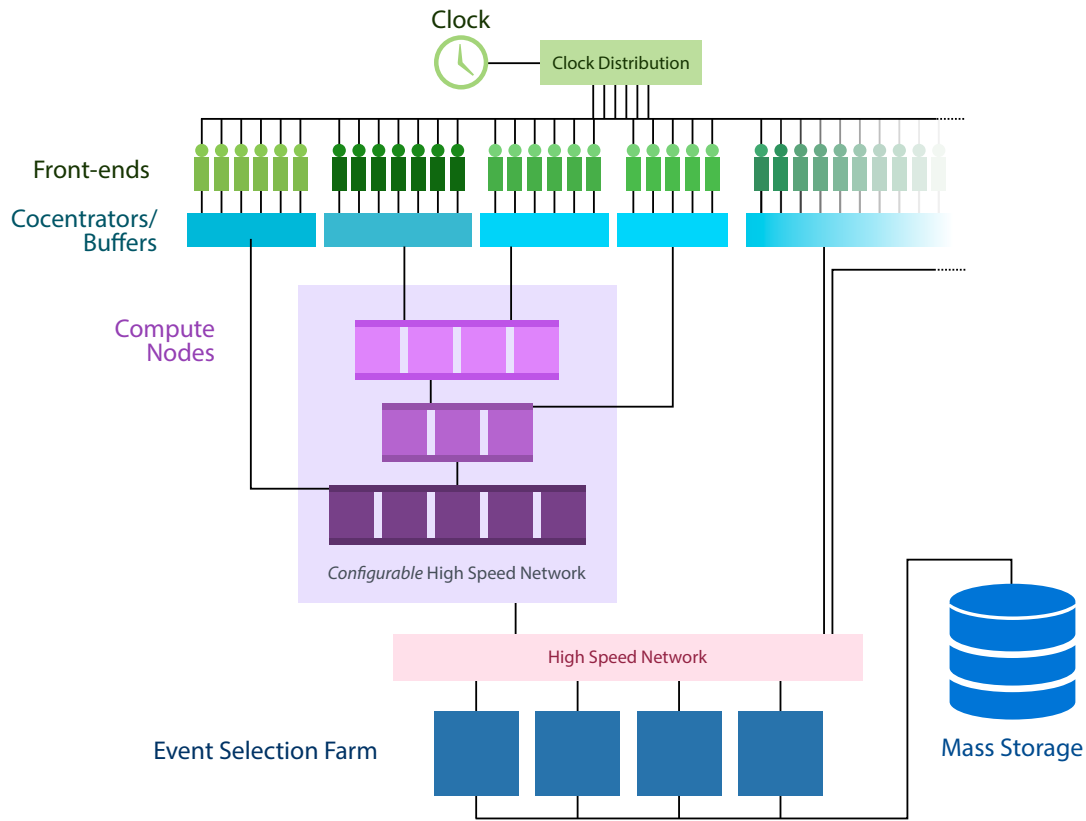 Clock
Clock Distribution
Front-ends
Cocentrators/
Buffers
Compute
Nodes
Configurable High Speed Network
High Speed Network
Event Selection Farm
Mass Storage